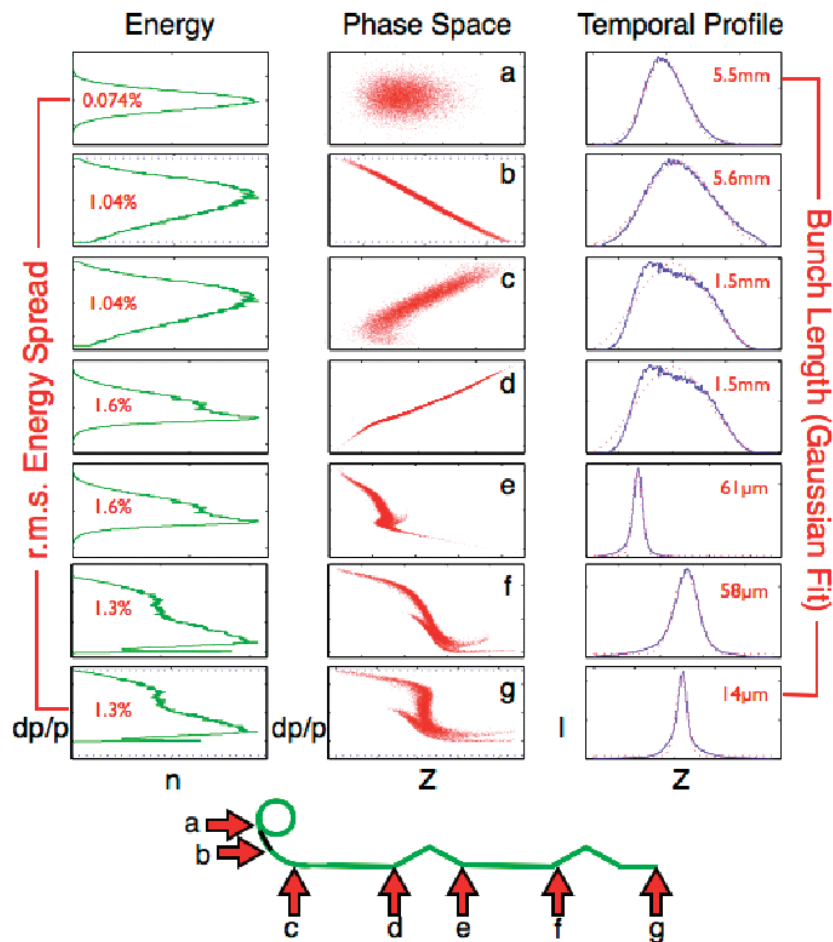 Energy Phase Space Temporal Profile
r.m.s. Energy Spread
Bunch Length (Gaussian Fit)
0.074% a 5.5mm
1.04% b 5.6mm
1.04% c 1.5mm
1.6% d 1.5mm
1.6% e 61µm
1.3% f 58µm
1.3% g 14µm
dp/p dp/p I
n Z Z
a
b
c d e f g